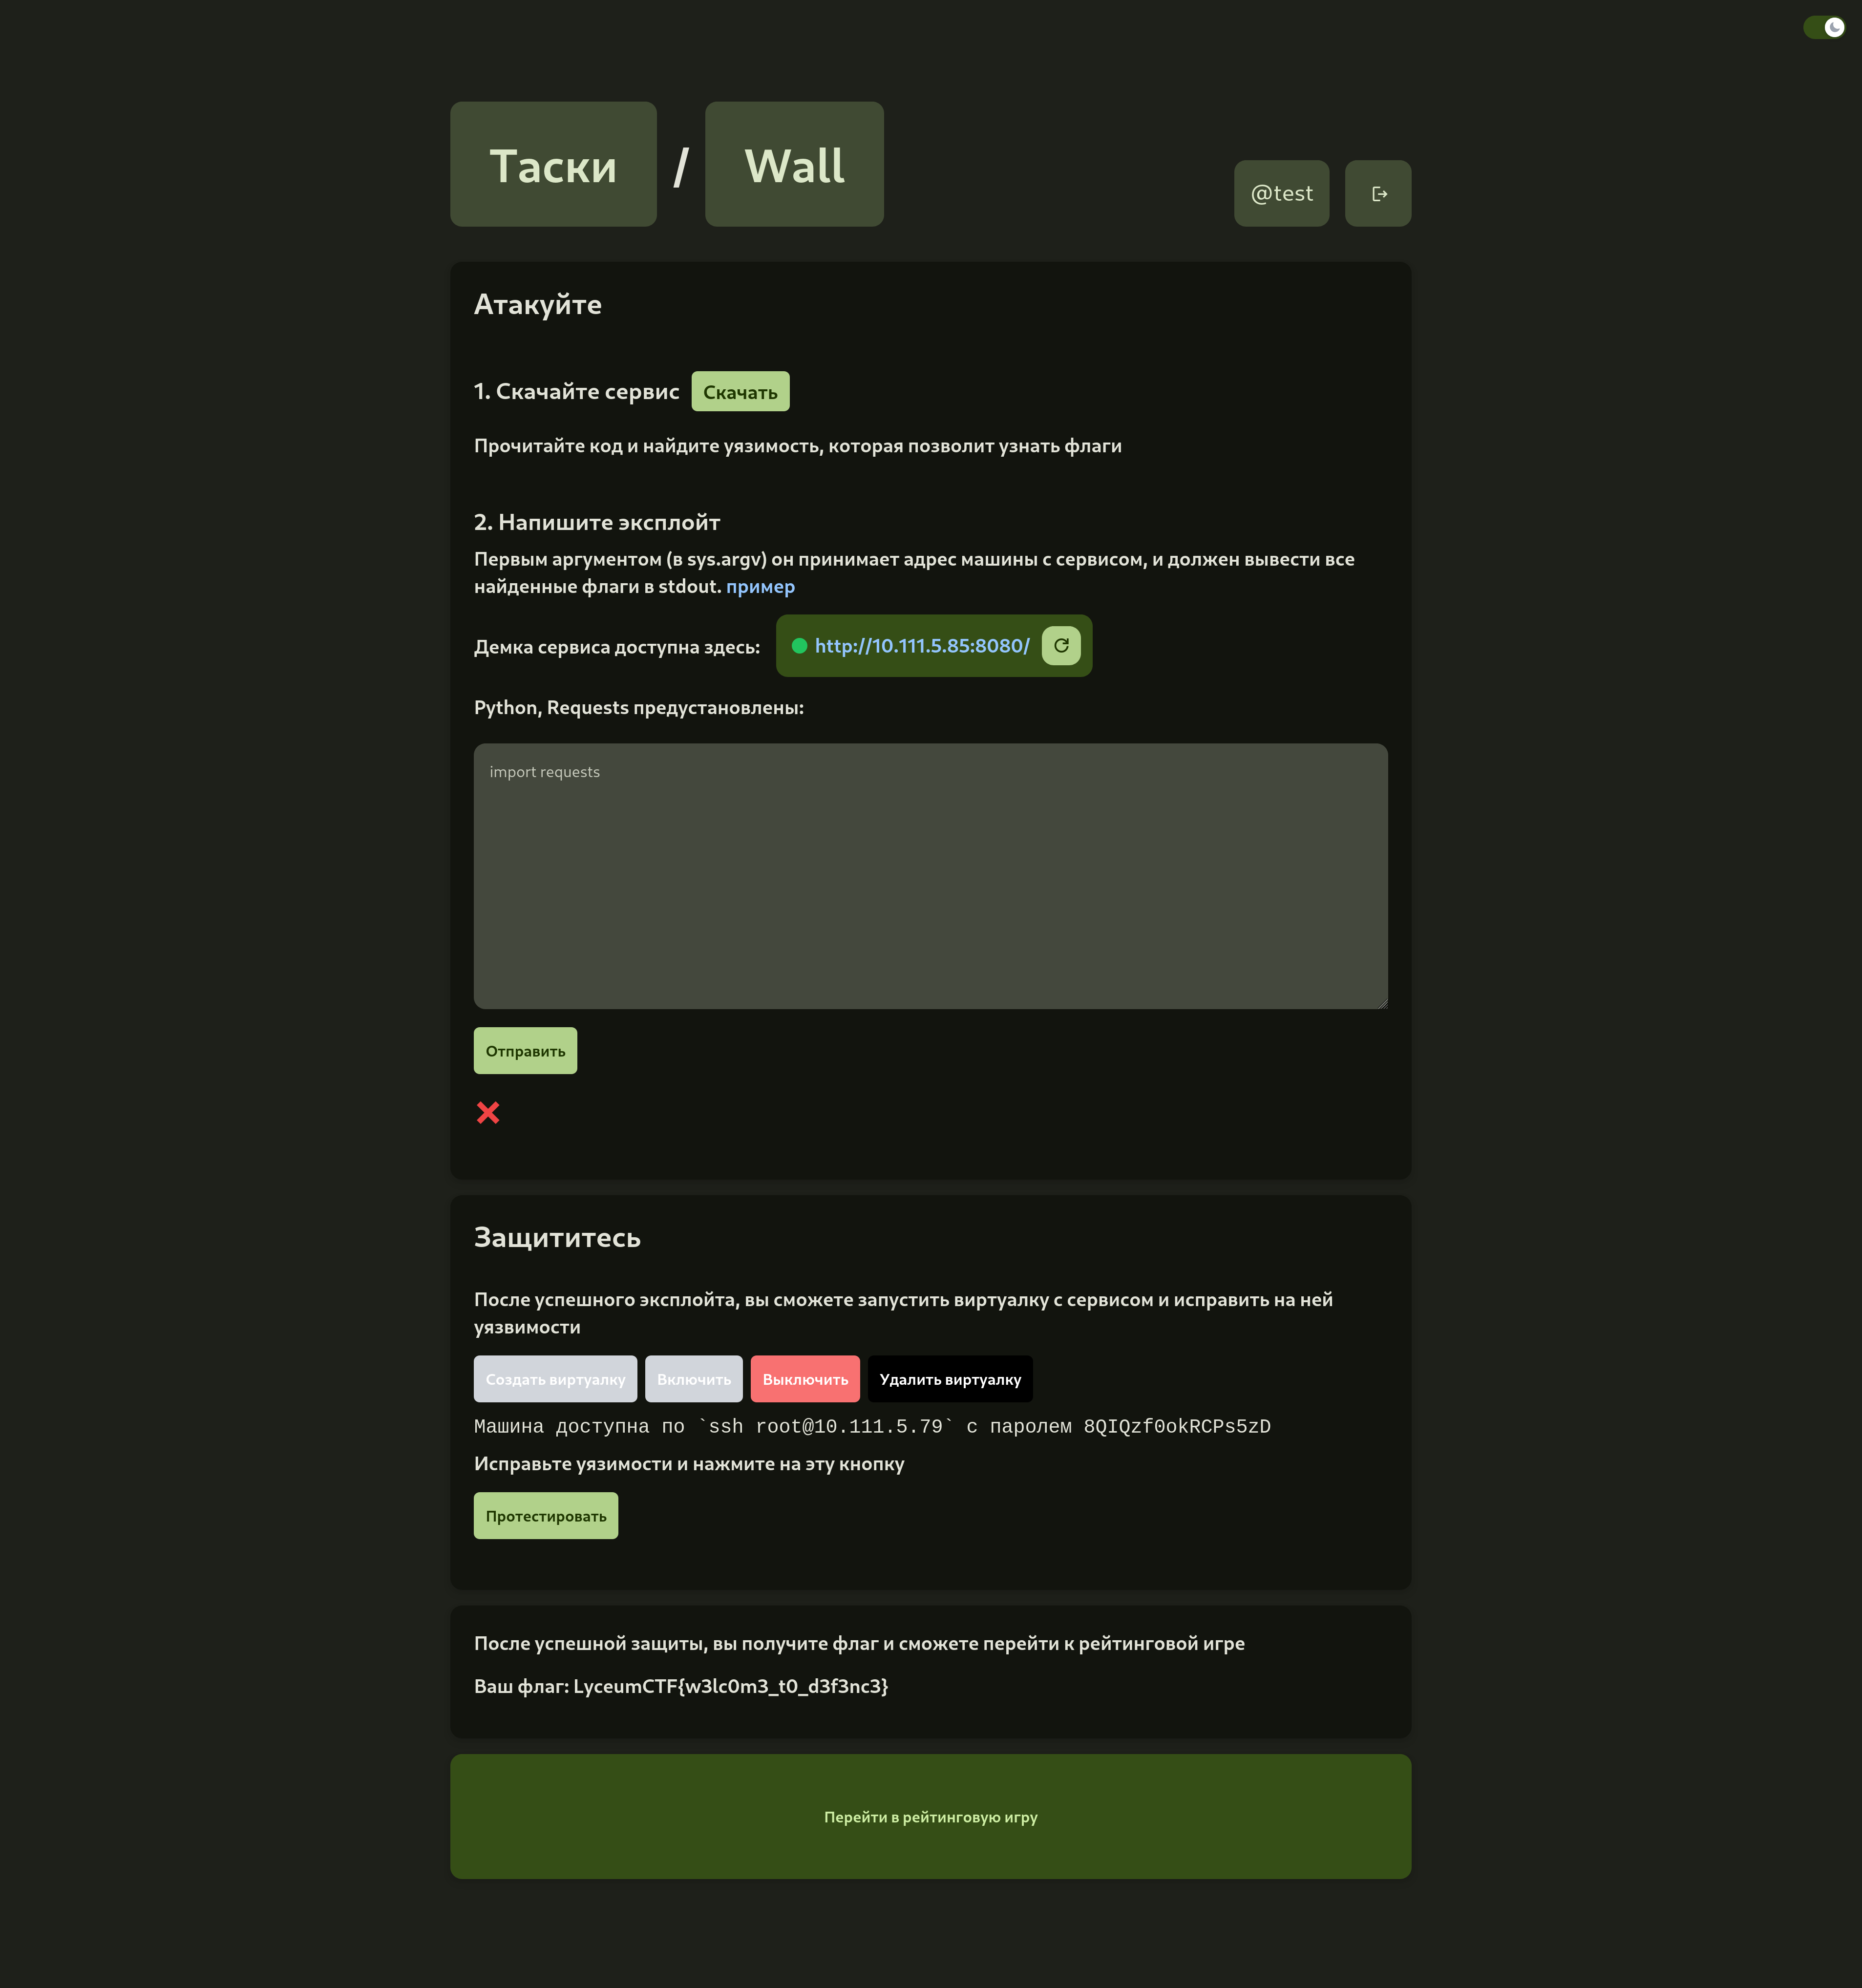 Таски / Wall
@test
Атакуйте
1. Скачайте сервис Скачать
Прочитайте код и найдите уязимость, которая позволит узнать флаги
2. Напишите эксплойт
Первым аргументом (в sys.argv) он принимает адрес машины с сервисом, и должен вывести все
найденные флаги в stdout. пример
Демка сервиса доступна здесь: http://10.111.5.85:8080/
Python, Requests предустановлены:
import requests
Отправить
Защититесь
После успешного эксплойта, вы сможете запустить виртуалку с сервисом и исправить на ней
уязвимости
Создать виртуалку Включить Выключить Удалить виртуалку
Машина доступна по `ssh root@10.111.5.79` с паролем 8QIQzf0okRCPs5zD
Исправьте уязимости и нажмите на эту кнопку
Протестировать
После успешной защиты, вы получите флаг и сможете перейти к рейтинговой игре
Ваш флаг: LyceumCTF{w3lc0m3_t0_d3f3nc3}
Перейти в рейтинговую игру